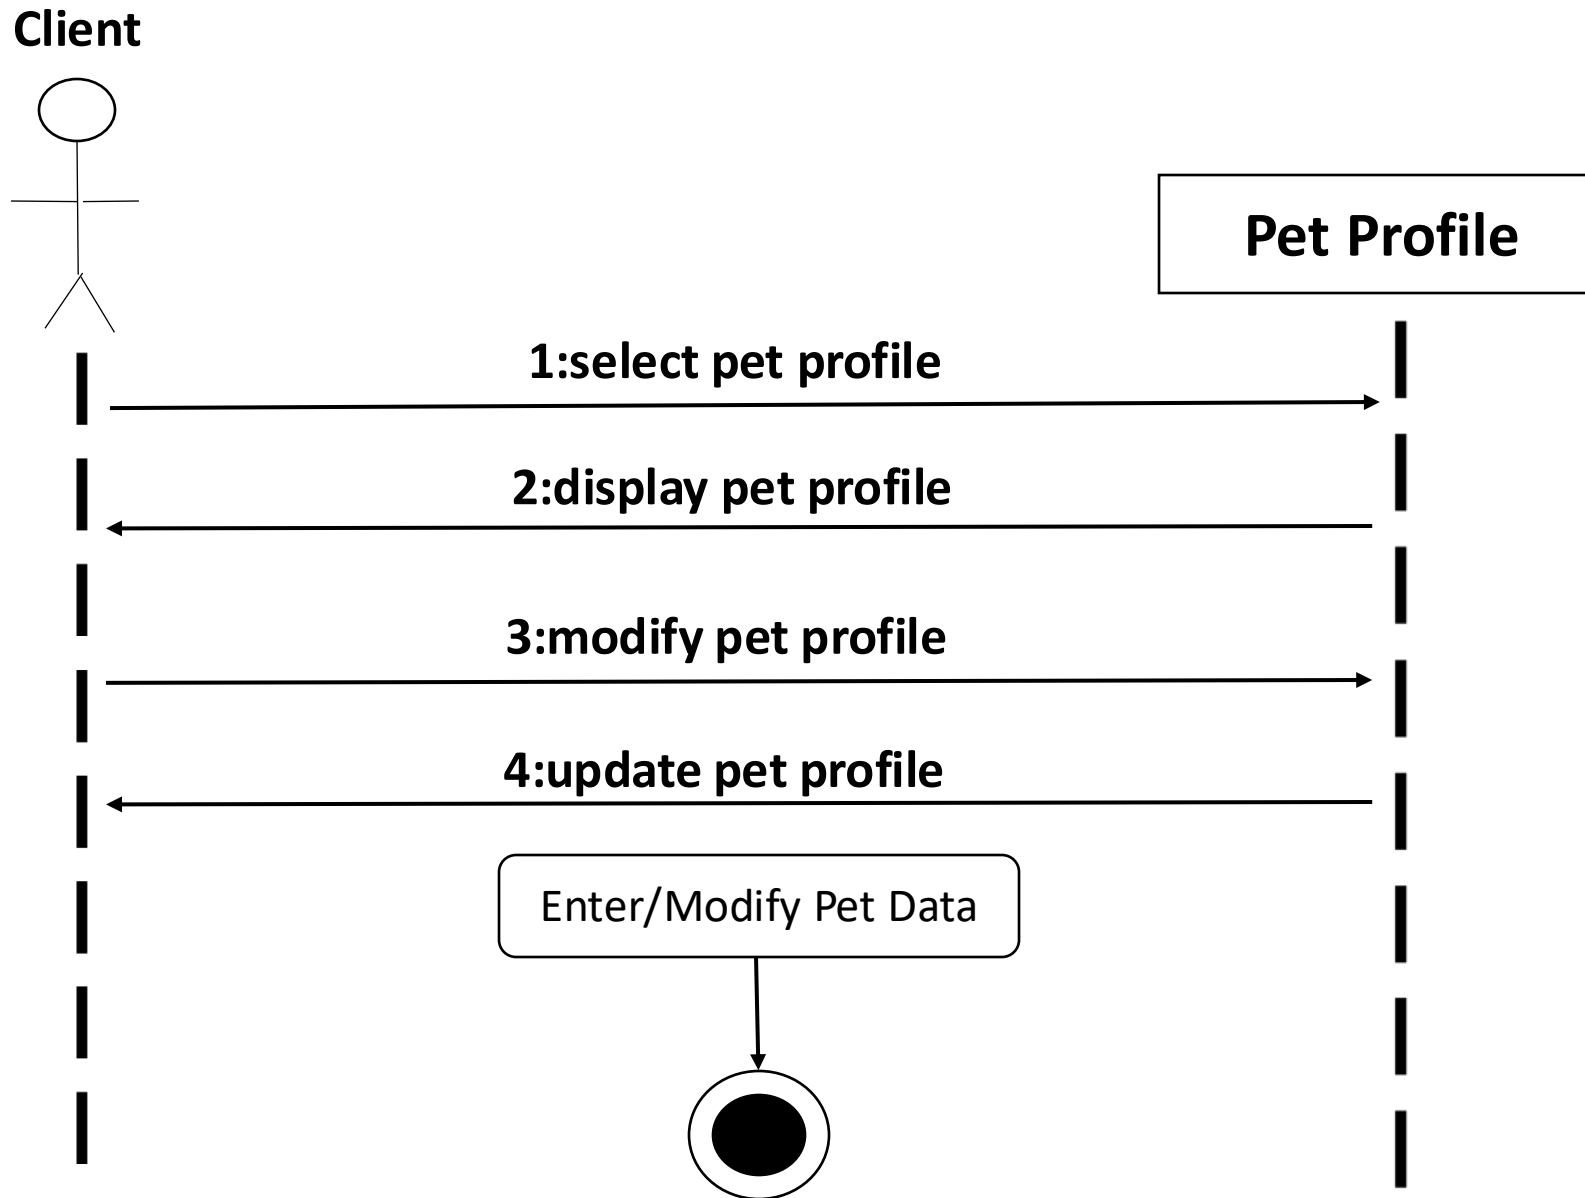 Client
Pet Profile
1:select pet profile
2:display pet profile
3:modify pet profile
4:update pet profile
Enter/Modify Pet Data